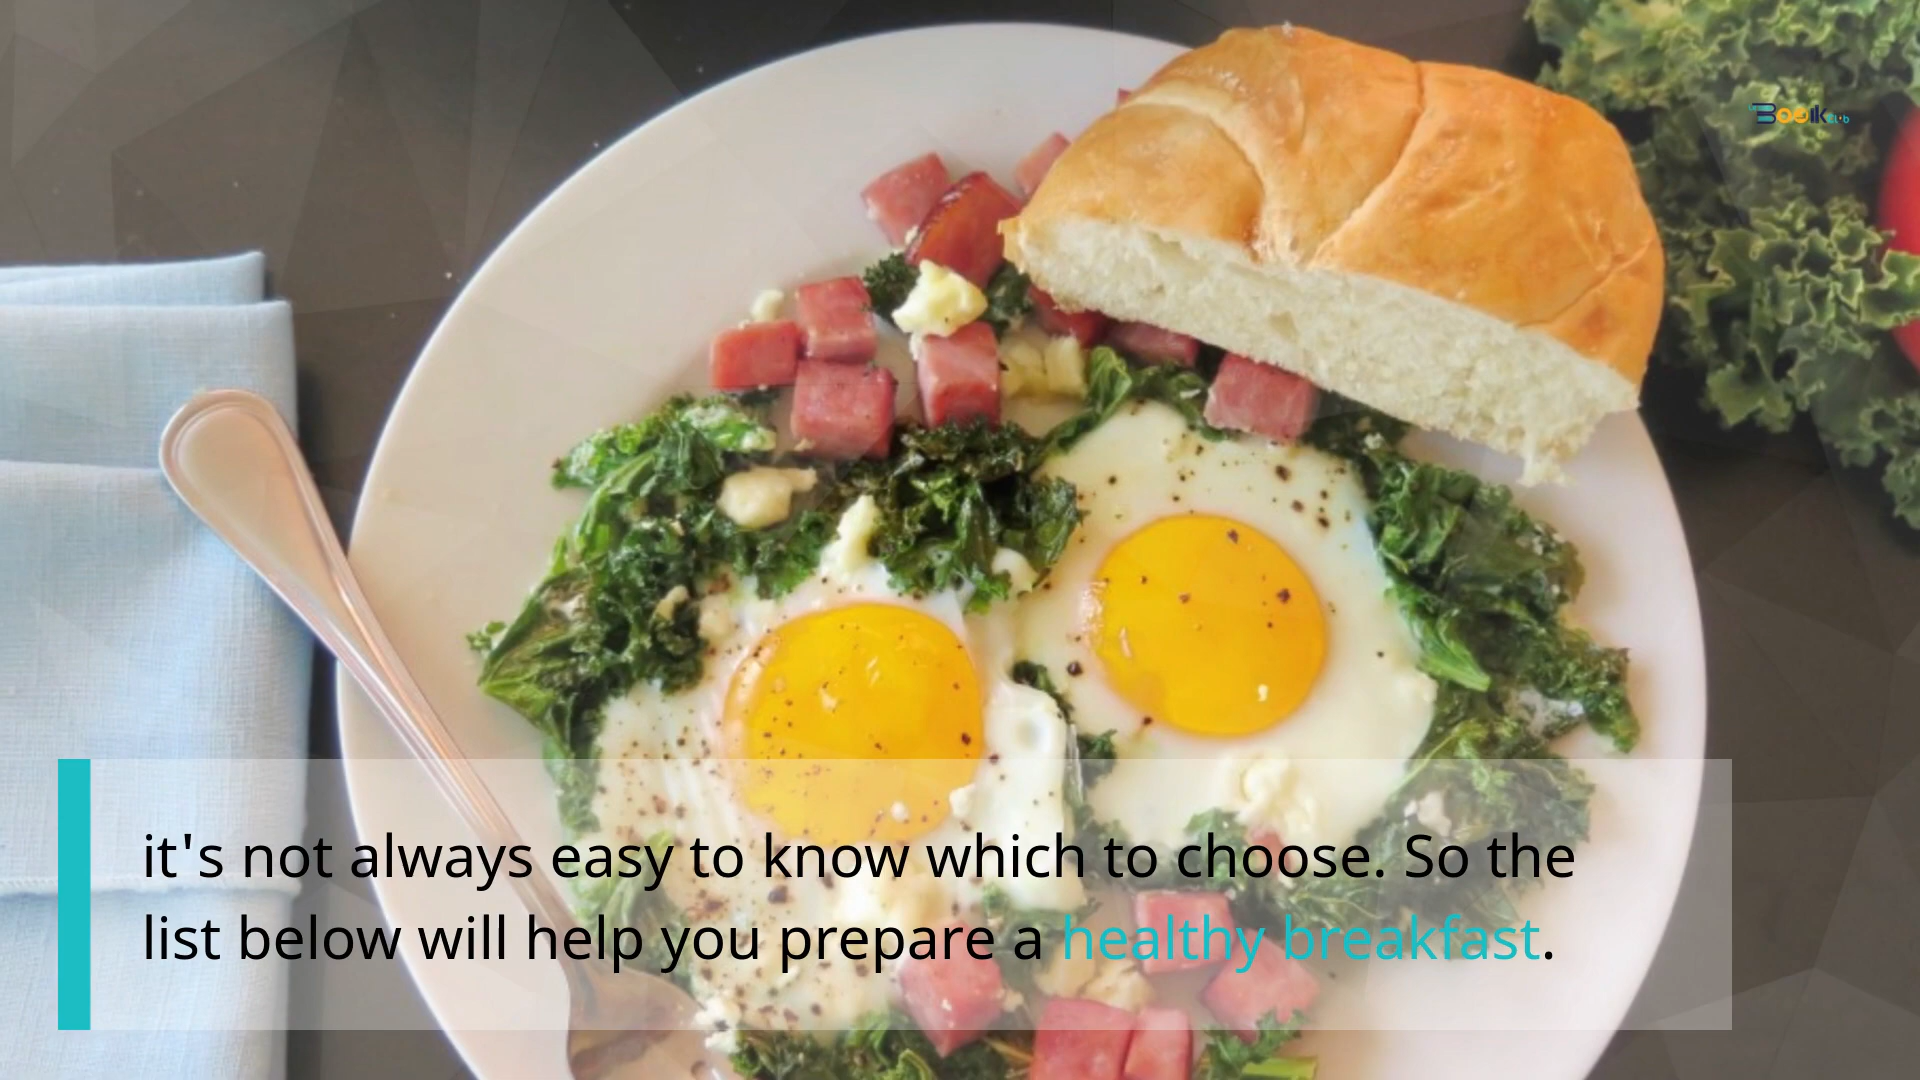 it's not always easy to know which to choose. So the
list below will help you prepare a healthy breakfast.